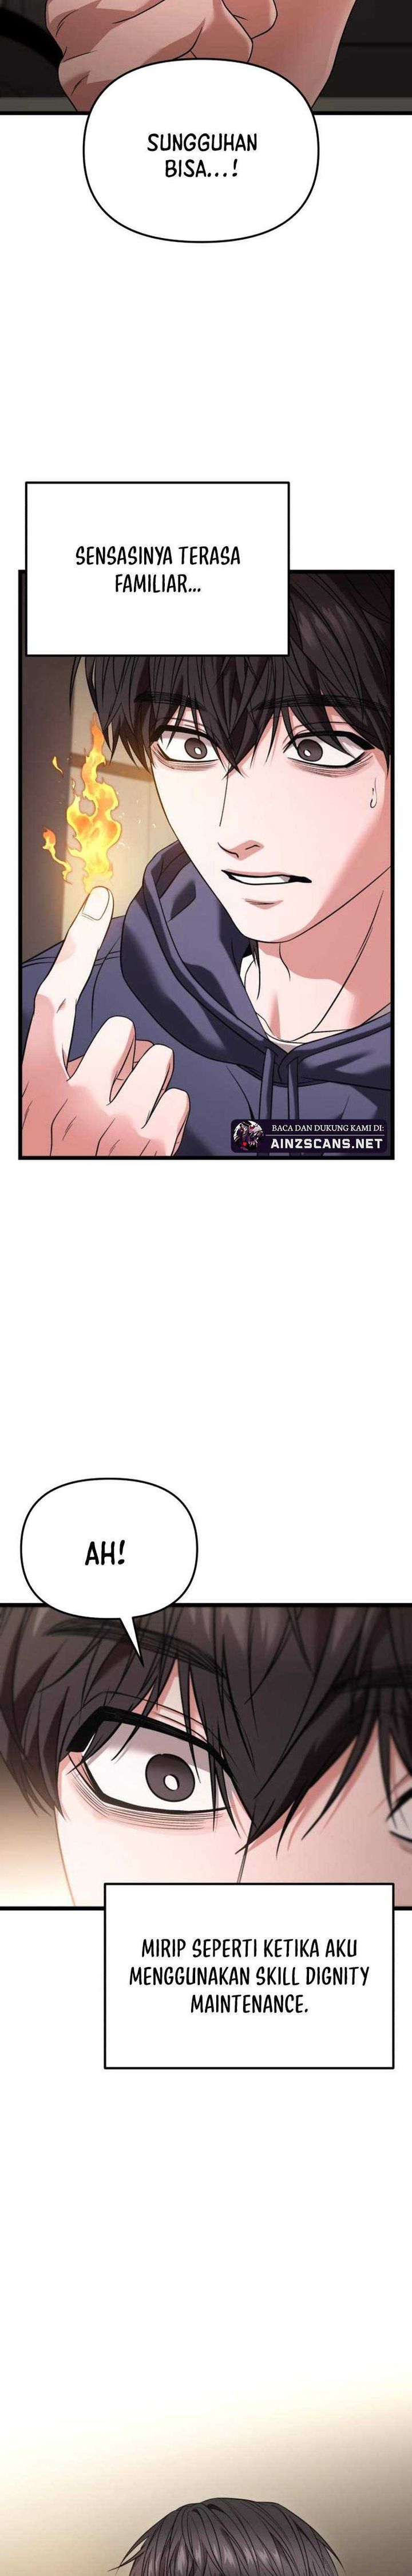 SUNGGUHAN
BISA...!
SENSASINYA TERASA
FAMILIAR...
BACA DAN DUKUNG KAMI DI:
AINZSCANS.NET
AH!
MIRIP SEPERTI KETIKA AKU
MENGGUNAKAN SKILL DIGNITY
MAINTENANCE.